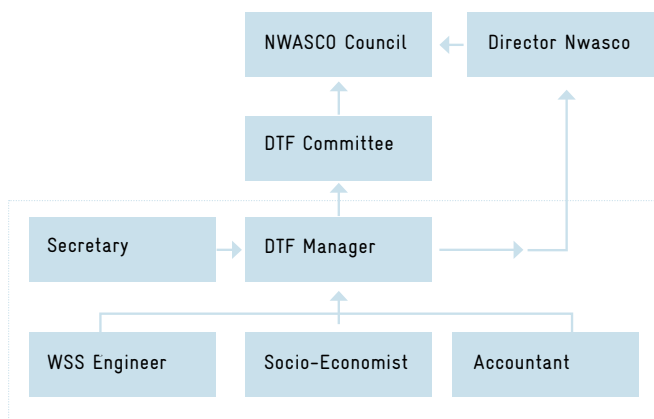 NWASCO Council
Director Nwasco
DTF Committee
Secretary
DTF Manager
WSS Engineer
Socio-Economist
Accountant